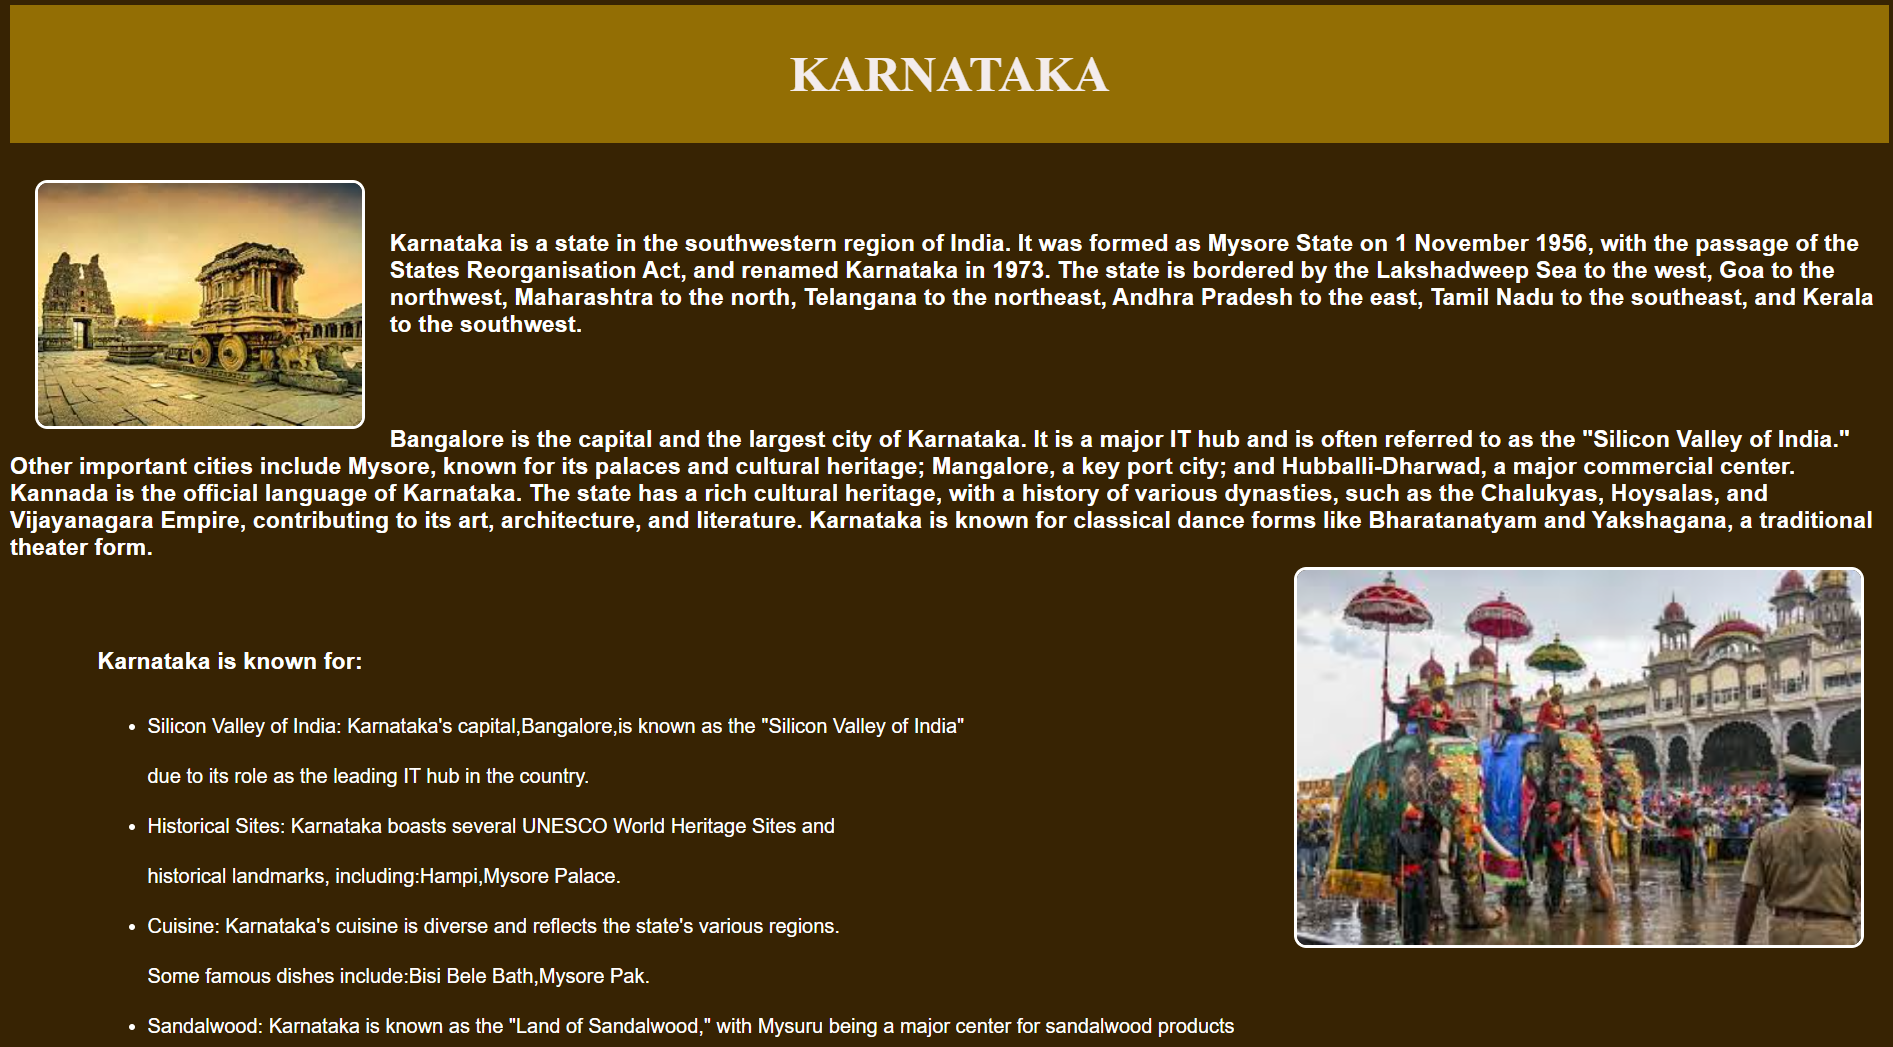 KARNATAKA
Karnataka is a state in the southwestern region of India. It was formed as Mysore State on 1 November 1956, with the passage of the
States Reorganisation Act, and renamed Karnataka in 1973. The state is bordered by the Lakshadweep Sea to the west, Goa to the
northwest, Maharashtra to the north, Telangana to the northeast, Andhra Pradesh to the east, Tamil Nadu to the southeast, and Kerala
to the southwest.
Bangalore is the capital and the largest city of Karnataka. It is a major IT hub and is often referred to as the "Silicon Valley of India."
Other important cities include Mysore, known for its palaces and cultural heritage; Mangalore, a key port city; and Hubballi-Dharwad, a major commercial center.
Kannada is the official language of Karnataka. The state has a rich cultural heritage, with a history of various dynasties, such as the Chalukyas, Hoysalas, and
Vijayanagara Empire, contributing to its art, architecture, and literature. Karnataka is known for classical dance forms like Bharatanatyam and Yakshagana, a traditional
theater form.
Karnataka is known for:
• Silicon Valley of India: Karnataka's capital,Bangalore,is known as the "Silicon Valley of India"
due to its role as the leading IT hub in the country.
• Historical Sites: Karnataka boasts several UNESCO World Heritage Sites and
historical landmarks, including:Hampi,Mysore Palace.
• Cuisine: Karnataka's cuisine is diverse and reflects the state's various regions.
Some famous dishes include:Bisi Bele Bath,Mysore Pak.
• Sandalwood: Karnataka is known as the "Land of Sandalwood," with Mysuru being a major center for sandalwood products